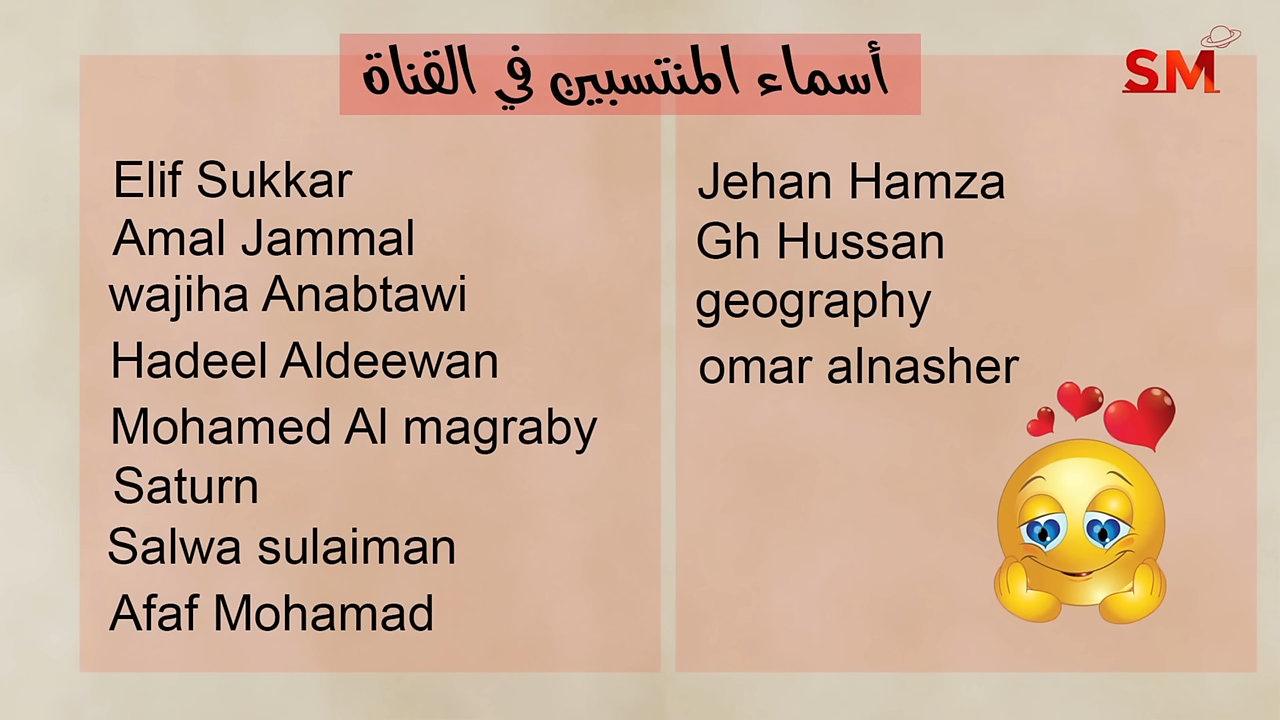 أسماء المنتسبين في القناة
SM
Elif Sukkar
Amal Jammal
wajiha Anabtawi
Hadeel Aldeewan
Mohamed Al magraby
Saturn
Salwa sulaiman
Afaf Mohamad
Jehan Hamza
Gh Hussan
geography
omar alnasher